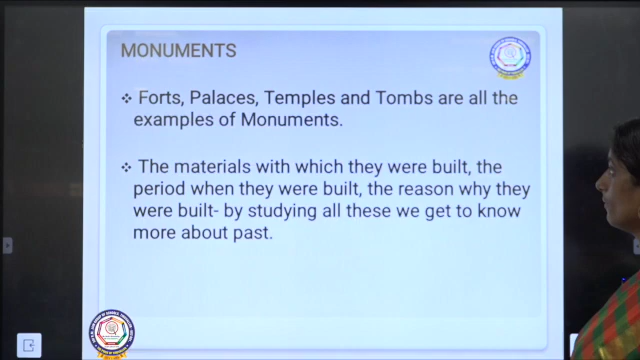 MONUMENTS
❖ Forts, Palaces, Temples and Tombs are all the
examples of Monuments.
❖ The materials with which they were built, the
period when they were built, the reason why they
were built- by studying all these we get to know
more about past.